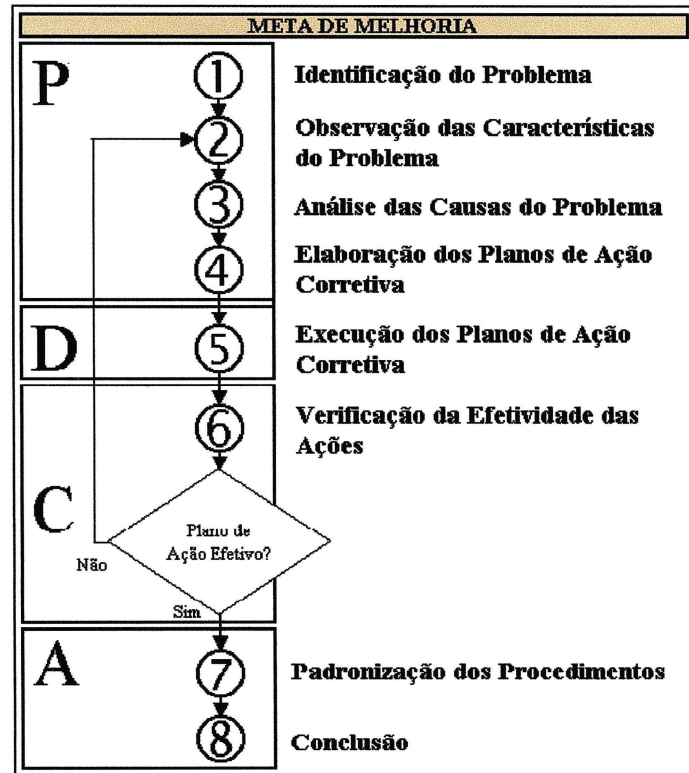 META DE MELHORIA
P
1
Identificação do Problema
2
Observação das Características
do Problema
3
Análise das Causas do Problema
4
Elaboração dos Planos de Ação
Corretiva
D
5
Execução dos Planos de Ação
Corretiva
6
Verificação da Efetividade das
Ações
C
Plano de
Ação Efetivo?
Não
Sim
A
7
Padronização dos Procedimentos
8
Conclusão